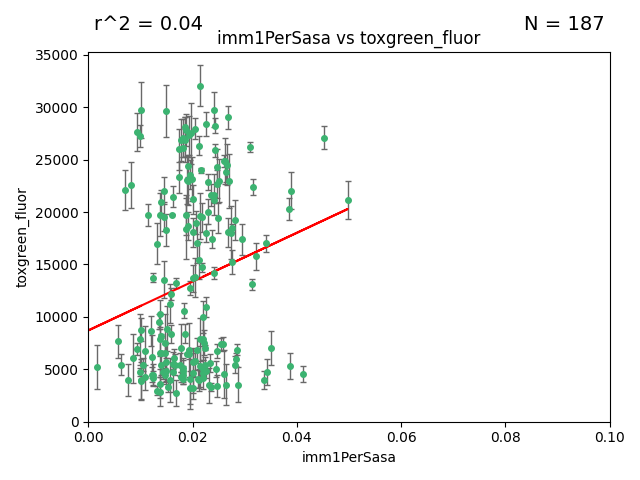 r^2 = 0.04
N = 187
imm1PerSasa vs toxgreen_fluor
35000
30000
25000
20000
15000
10000
5000
0
toxgreen_fluor
0.00
0.02
0.04
0.06
0.08
0.10
imm1PerSasa